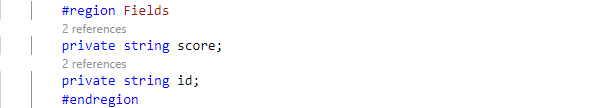 #region Fields
2 references
private string score;
2 references
private string id;
#endregion